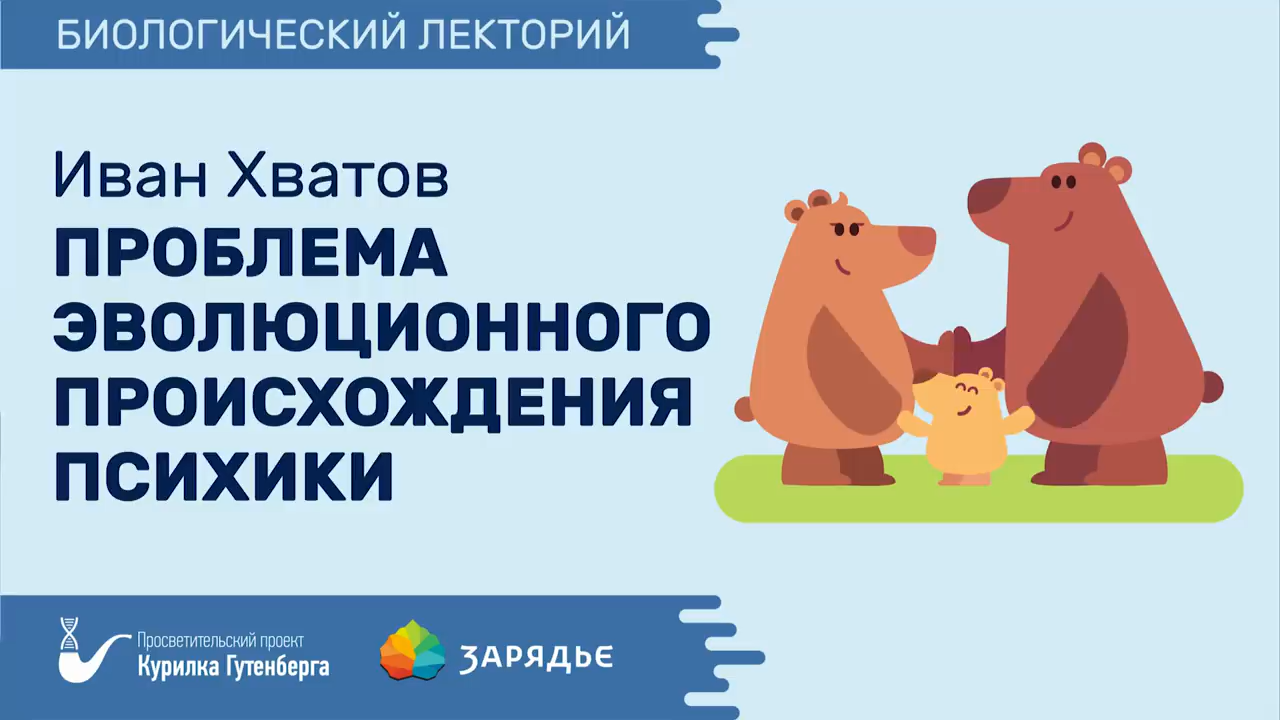 БИОЛОГИЧЕСКИЙ ЛЕКТОРИЙ
Иван Хватов
ПРОБЛЕМА
ЭВОЛЮЦИОННОГО
ПРОИСХОЖДЕНИЯ
ПСИХИКИ
Просветительский проект
Курилка Гутенберга
ЗАРЯДЬЕ